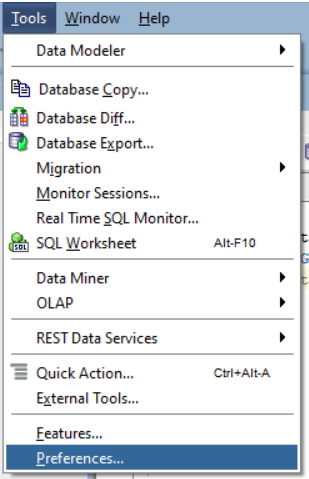 Tools Window Help
Data Modeler
Database Copy...
Database Diff...
Database Export...
Migration
Monitor Sessions...
Real Time SQL Monitor...
SQL Worksheet Alt-F10
Data Miner
OLAP
REST Data Services
Quick Action... Ctrl+Alt-A
External Tools...
Features...
Preferences...